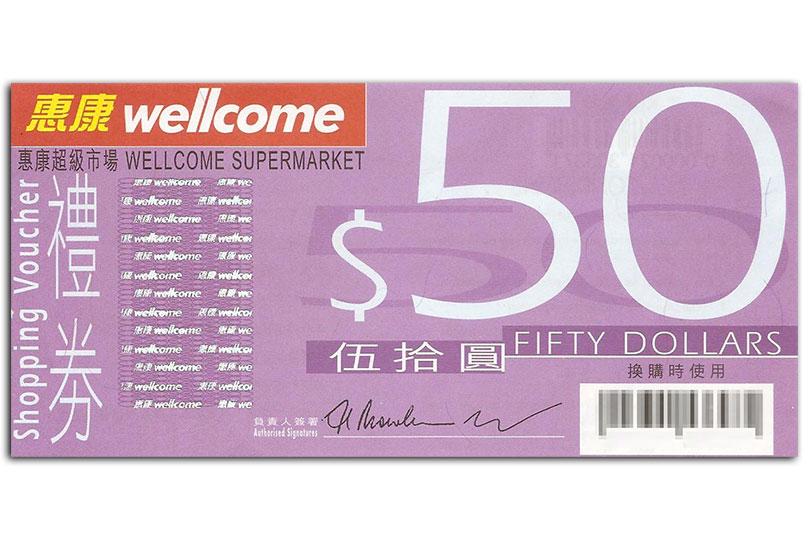 惠康 wellcome
惠康超級市場 WELLCOME SUPERMARKET
Shopping Voucher
禮券
$50
伍拾圓
FIFTY DOLLARS
換購時使用
負責人簽署
Authorised Signatures